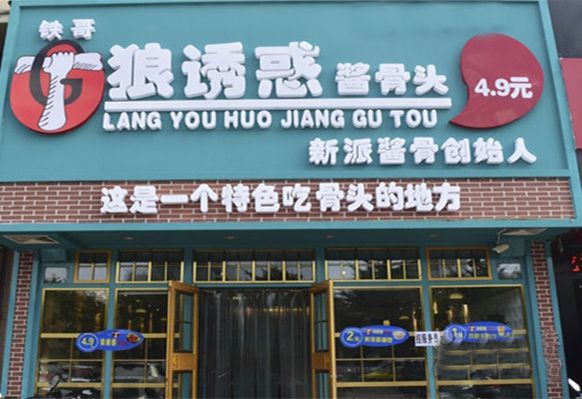 铁哥
狼诱惑 酱骨头
4.9元
LANG YOU HUO JIANG GU TOU
新派酱骨创始人
这是一个特色吃骨头的地方
4.9
2元
1元